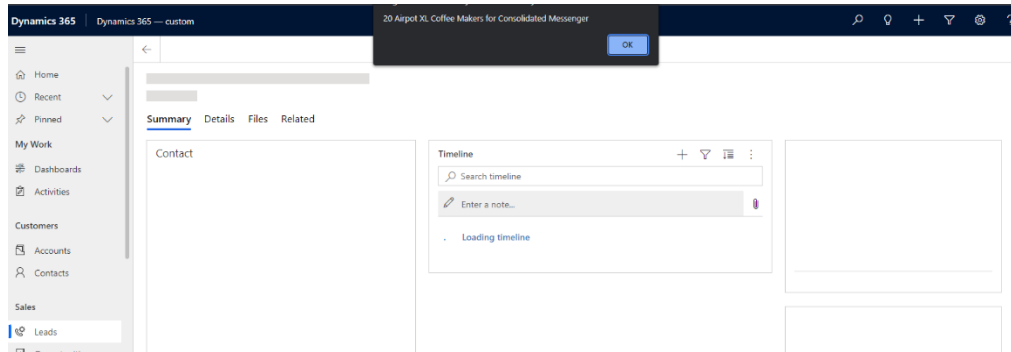 Dynamics 365 Dynamics 365 — custom
20 Airpot XL Coffee Makers for Consolidated Messenger
OK
Home
Recent
Pinned
My Work
Dashboards
Activities
Customers
Accounts
Contacts
Sales
Leads
Summary Details Files Related
Contact
Timeline
Search timeline
Enter a note...
Loading timeline